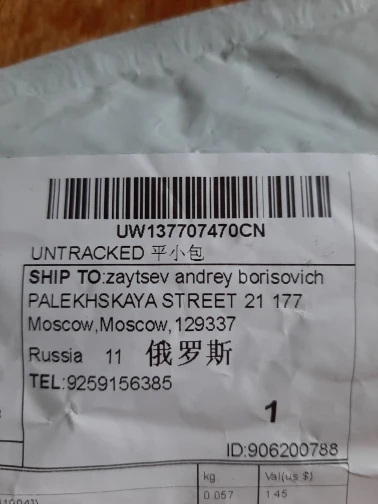 UW137707470CN
UNTRACKED 平小包
SHIP TO:zaytsev andrey borisovich
PALEKHSKAYA STREET 21 177
Moscow,Moscow,129337
Russia 11 俄罗斯
TEL:9259156385
1
ID:906200788
kg Val(us $)
0.057 1.45